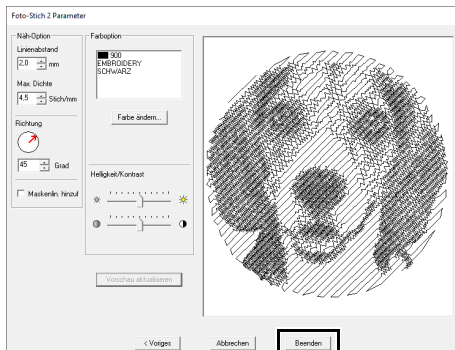 Foto-Stich 2 Parameter
Näh-Option
Linienabstand
2,0 mm
Max. Dichte
4,5 Stich/mm
Richtung
45 Grad
Maskenlin. hinzuf
Farboption
900
EMBROIDERY
SCHWARZ
Farbe ändern...
Helligkeit/Kontrast
Vorschau aktualisieren
< Voriges
Abbrechen
Beenden